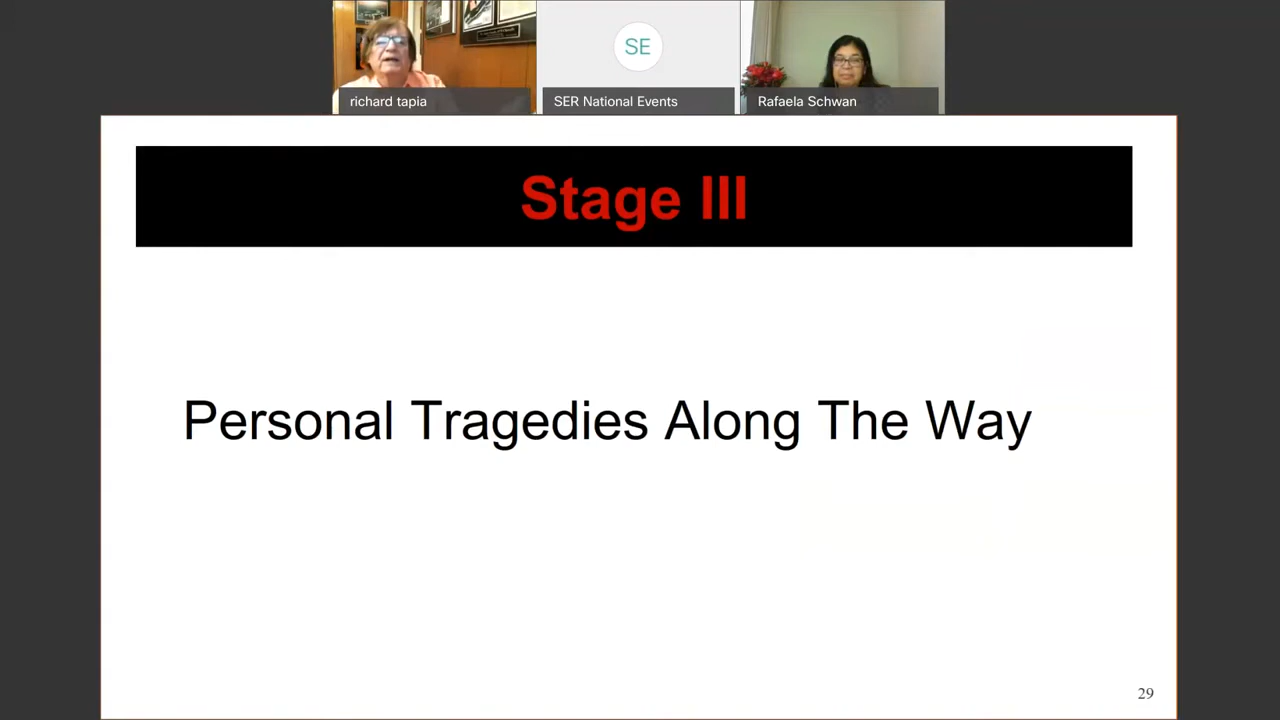 SE
richard tapia
SER National Events
Rafaela Schwan
Stage III
Personal Tragedies Along The Way
29